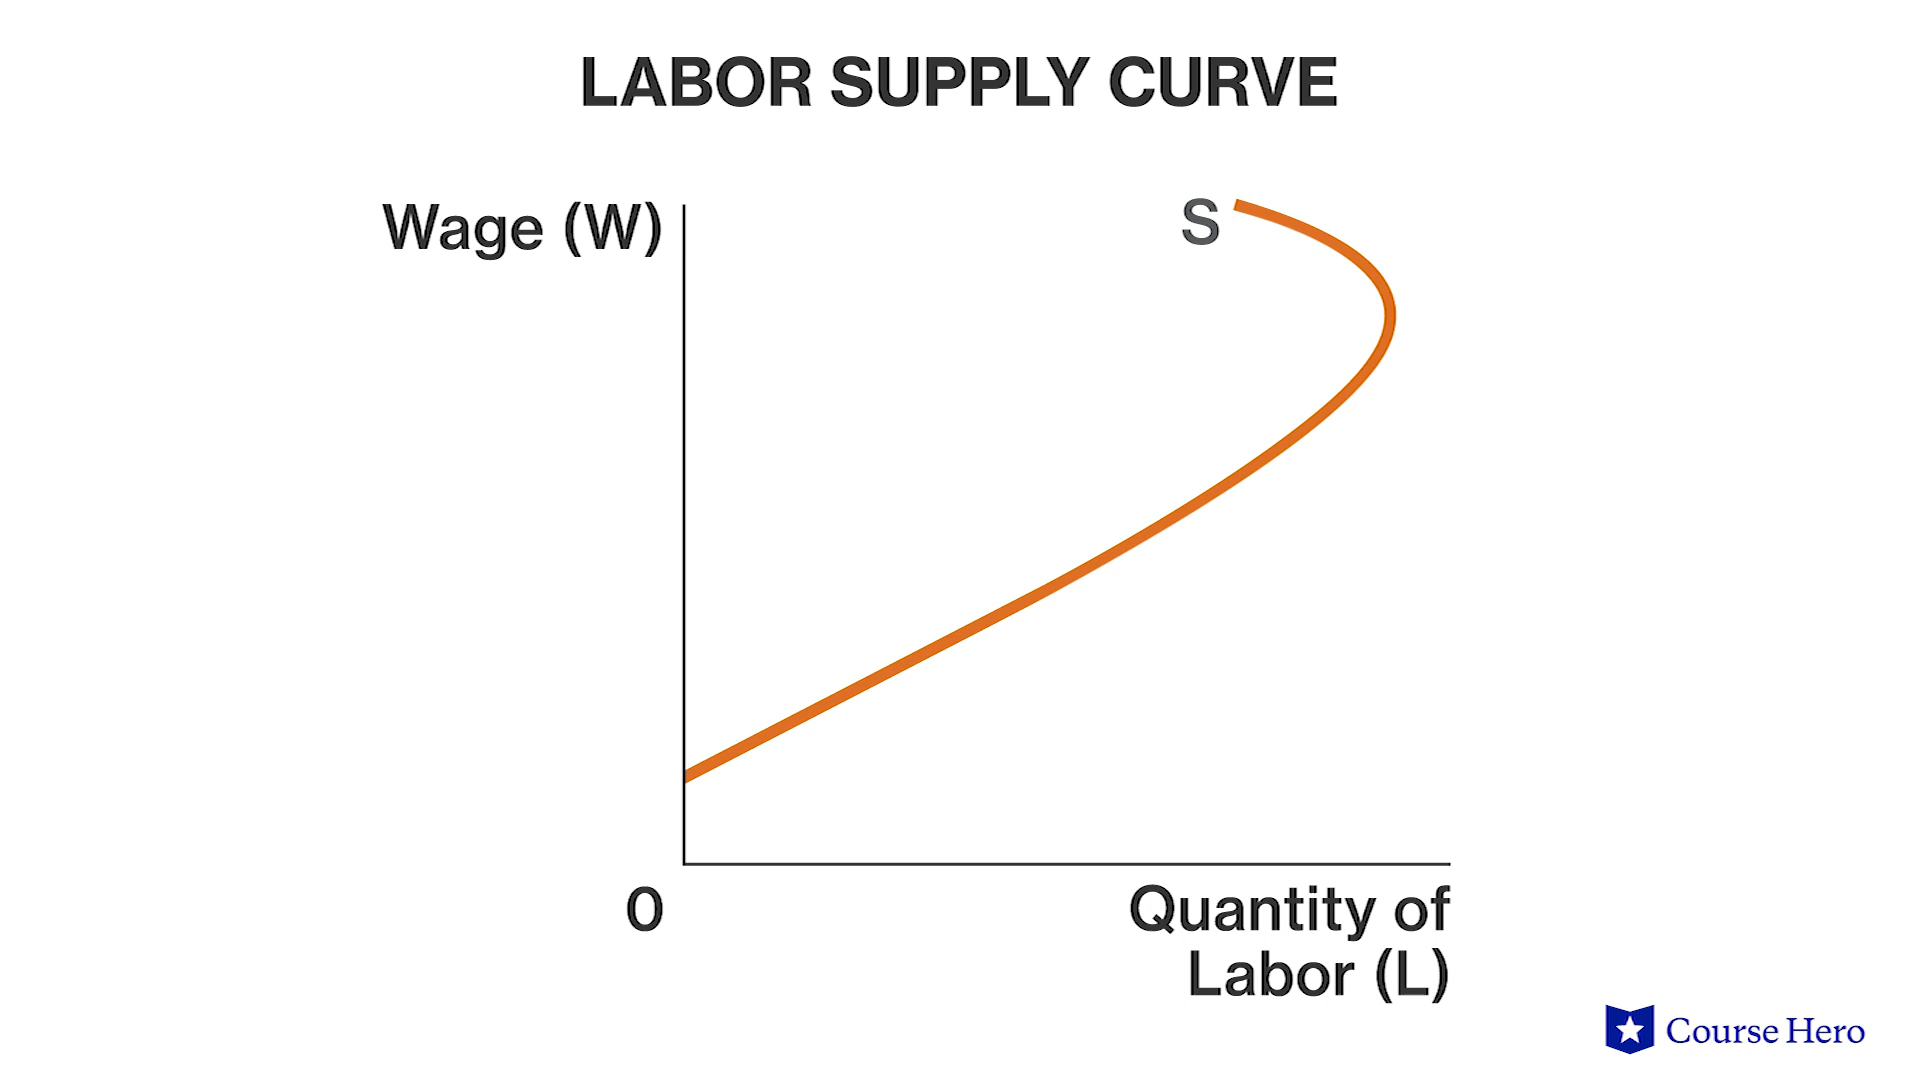 LABOR SUPPLY CURVE
Wage (W)
S
0
Quantity of
Labor (L)
Course Hero